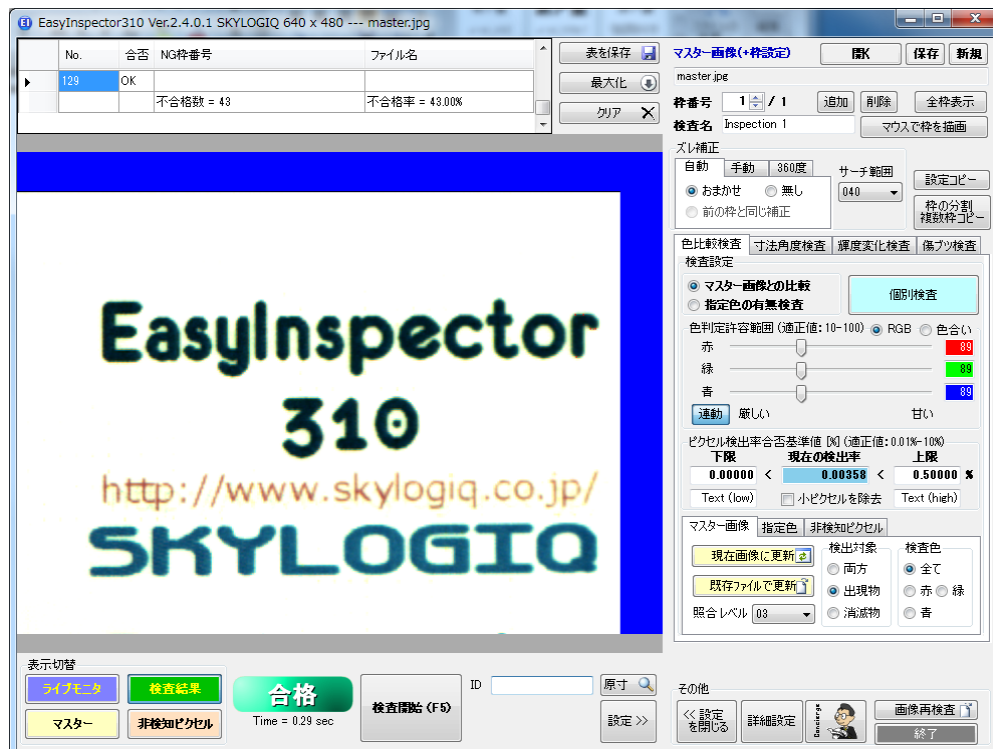 EasyInspector310 Ver.2.4.0.1 SKYLOGIQ 640 x 480 --- master.jpg
No. 合否 NG枠番号 ファイル名
129 OK
不合格数 = 43 不合格率 = 43.00%
表を保存
最大化
クリア
EasyInspector
310
http://www.skylogiq.co.jp/
SKYLOGIQ
マスター画像(+枠設定) 開く 保存 新規
master.jpg
枠番号 1 / 1 追加 削除 全枠表示
検査名 Inspection 1 マウスで枠を描画
ズレ補正
自動 手動 360度 サーチ範囲
おまかせ 無し 040
前の枠と同じ補正
設定コピー
枠の分割
複数枠コピー
色比較検査 寸法角度検査 輝度変化検査 傷ブツ検査
検査設定
マスター画像との比較
指定色の有無検査
個別検査
色判定許容範囲 (適正値:10-100) RGB 色合い
赤 89
緑 89
青 89
連動 厳しい 甘い
ピクセル検出率合否基準値 [%] (適正値:0.01%-10%)
下限 現在の検出率 上限
0.00000 < 0.00358 < 0.50000 %
Text (low) 小ピクセルを除去 Text (high)
マスター画像 指定色 非検知ピクセル
現在画像に更新
既存ファイルで更新
照合レベル 03
検出対象
両方
出現物
消滅物
検査色
全て
赤 緑
青
表示切替
ライブモニタ 検査結果
マスター 非検知ピクセル
合格
Time = 0.29 sec
検査開始 (F5)
ID
原寸
設定 >>
その他
<< 設定
を閉じる
詳細設定
Concierge
画像再検査
終了